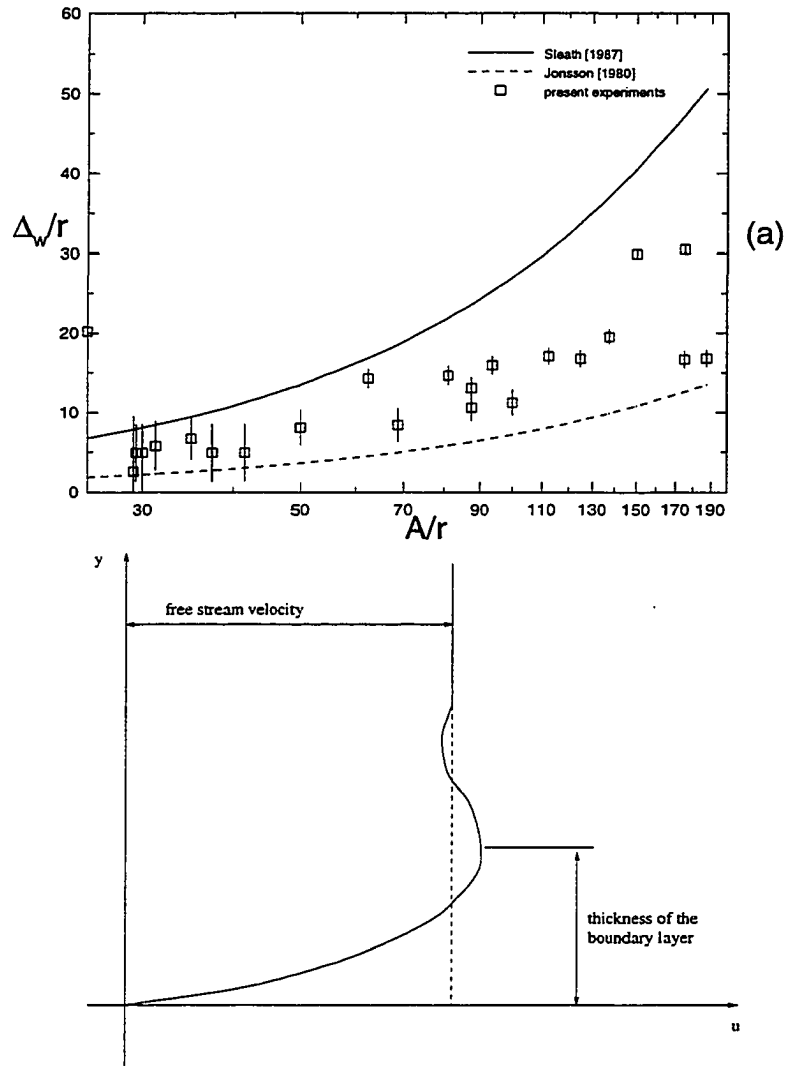 60
50
40
30
20
10
0
Δw/r
Sleath [1987]
Jonsson [1980]
present experiments
(a)
30 50 70 90 110 130 150 170 190
A/r
y
free stream velocity
thickness of the
boundary layer
u